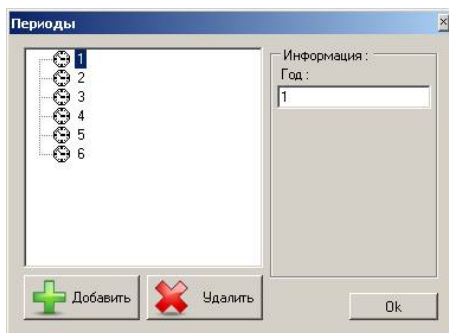 Периоды
1
2
3
4
5
6
Информация :
Год :
1
Добавить
Удалить
Ok